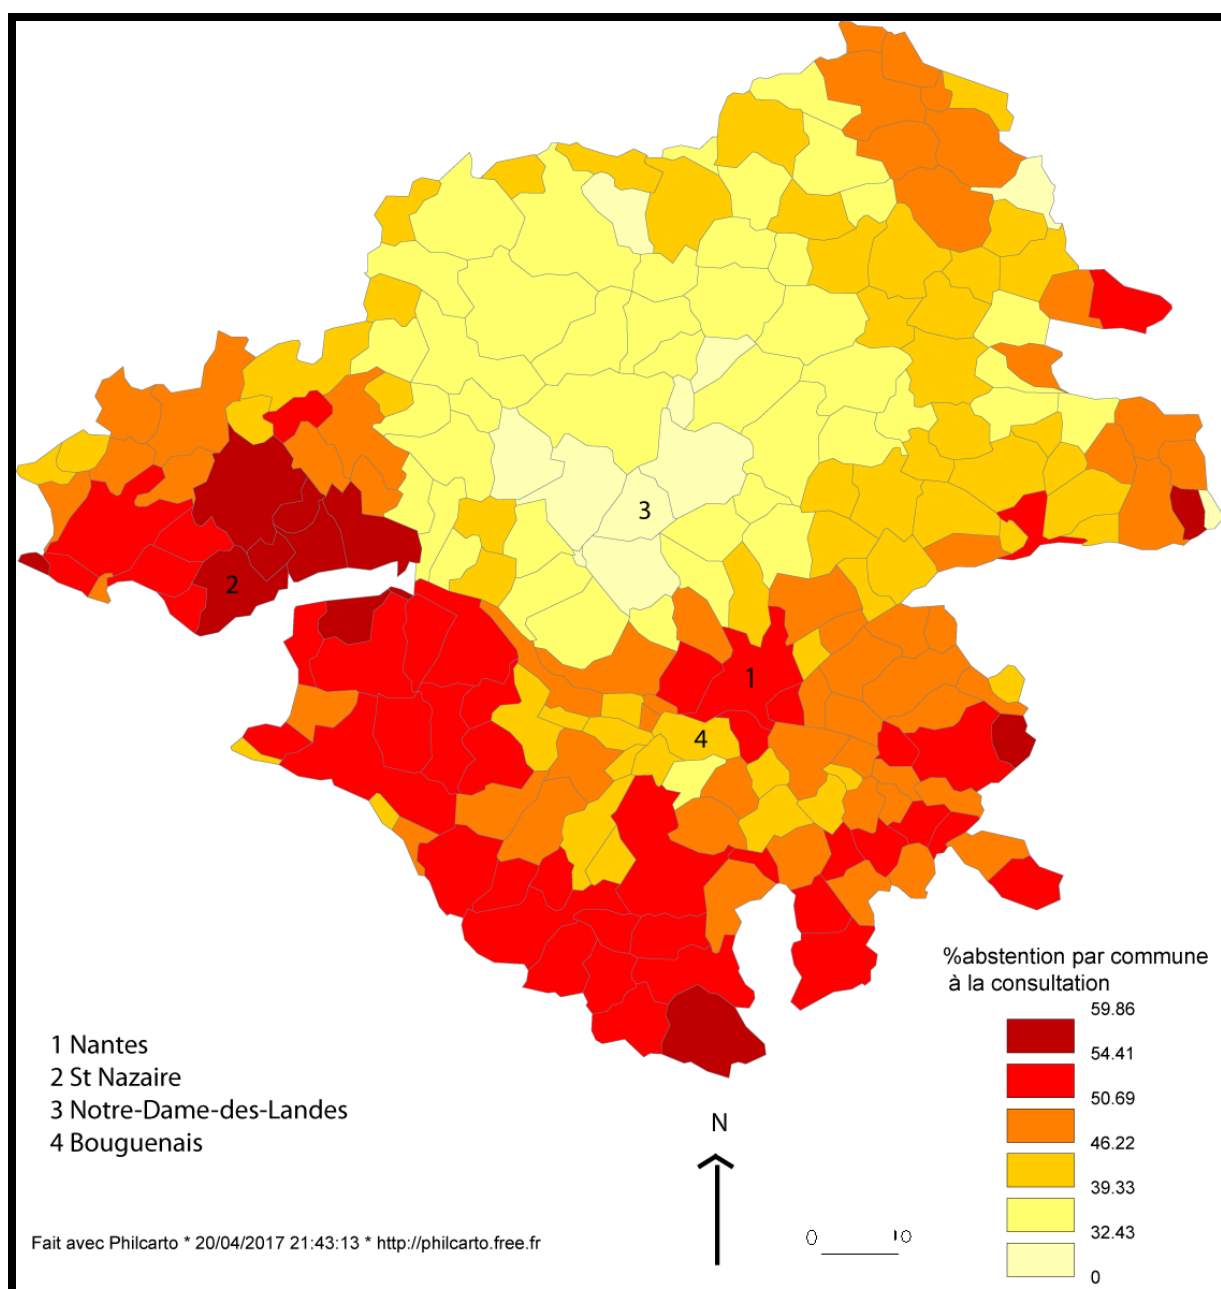 3
2
1
4
%abstention par commune
à la consultation
59.86
54.41
50.69
46.22
39.33
32.43
0
1 Nantes
2 St Nazaire
3 Notre-Dame-des-Landes
4 Bouguenais
N
0 10
Fait avec Philcarto * 20/04/2017 21:43:13 * http://philcarto.free.fr